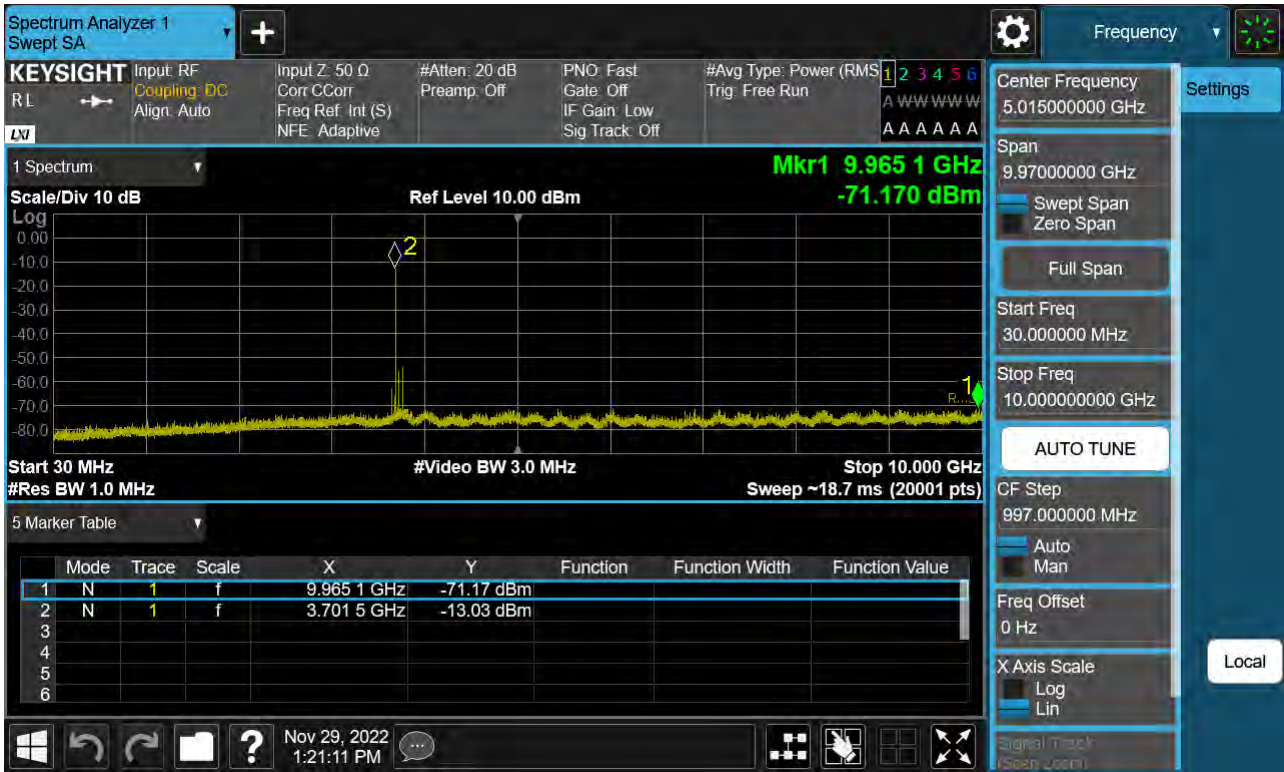 Spectrum Analyzer 1
Swept SA
+
Frequency
KEYSIGHT
RL
LXI
Input: RF
Coupling: DC
Align: Auto
Input Z: 50 Ω
Corr CCorr
Freq Ref: Int (S)
NFE: Adaptive
#Atten: 20 dB
Preamp: Off
PNO: Fast
Gate: Off
IF Gain: Low
Sig Track: Off
#Avg Type: Power (RMS
Trig: Free Run
1 2 3 4 5 6
A W W W W W
A A A A A A
1 Spectrum
Scale/Div 10 dB
Ref Level 10.00 dBm
Mkr1 9.965 1 GHz
-71.170 dBm
Log
0.00
-10.0
-20.0
-30.0
-40.0
-50.0
-60.0
-70.0
-80.0
2
1
Start 30 MHz
#Video BW 3.0 MHz
Stop 10.000 GHz
#Res BW 1.0 MHz
Sweep ~18.7 ms (20001 pts)
5 Marker Table
Mode Trace Scale X Y Function Function Width Function Value
1 N 1 f 9.965 1 GHz -71.17 dBm
2 N 1 f 3.701 5 GHz -13.03 dBm
3
4
5
6
Nov 29, 2022
1:21:11 PM
?
Center Frequency
5.015000000 GHz
Settings
Span
9.97000000 GHz
Swept Span
Zero Span
Full Span
Start Freq
30.000000 MHz
Stop Freq
10.000000000 GHz
AUTO TUNE
CF Step
997.000000 MHz
Auto
Man
Freq Offset
0 Hz
X Axis Scale
Log
Lin
Local
Signal Track
(Span Zoom)